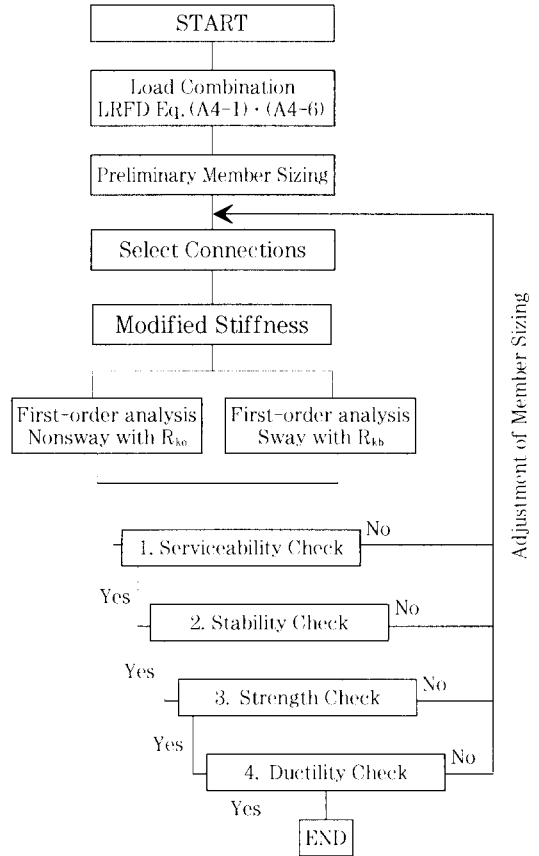 START
Load Combination
LRFD Eq. (A4-1) · (A4-6)
Preliminary Member Sizing
Select Connections
Modified Stiffness
First-order analysis
Nonsway with Rko
First-order analysis
Sway with Rkb
Adjustment of Member Sizing
1. Serviceability Check
No
Yes
2. Stability Check
No
Yes
3. Strength Check
No
Yes
4. Ductility Check
No
Yes
END